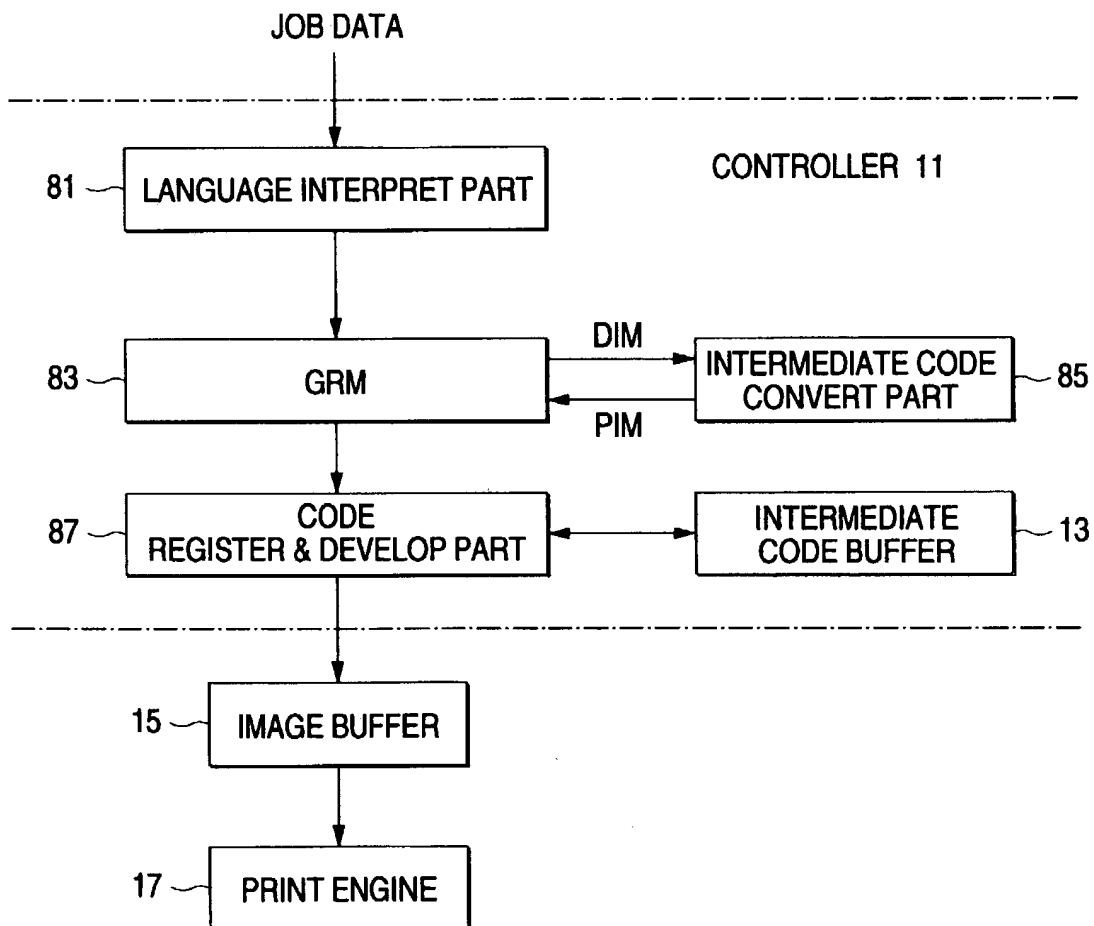 JOB DATA
CONTROLLER 11
81
LANGUAGE INTERPRET PART
83
GRM
DIM
PIM
INTERMEDIATE CODE
CONVERT PART
85
87
CODE
REGISTER & DEVELOP PART
INTERMEDIATE
CODE BUFFER
13
15
IMAGE BUFFER
17
PRINT ENGINE